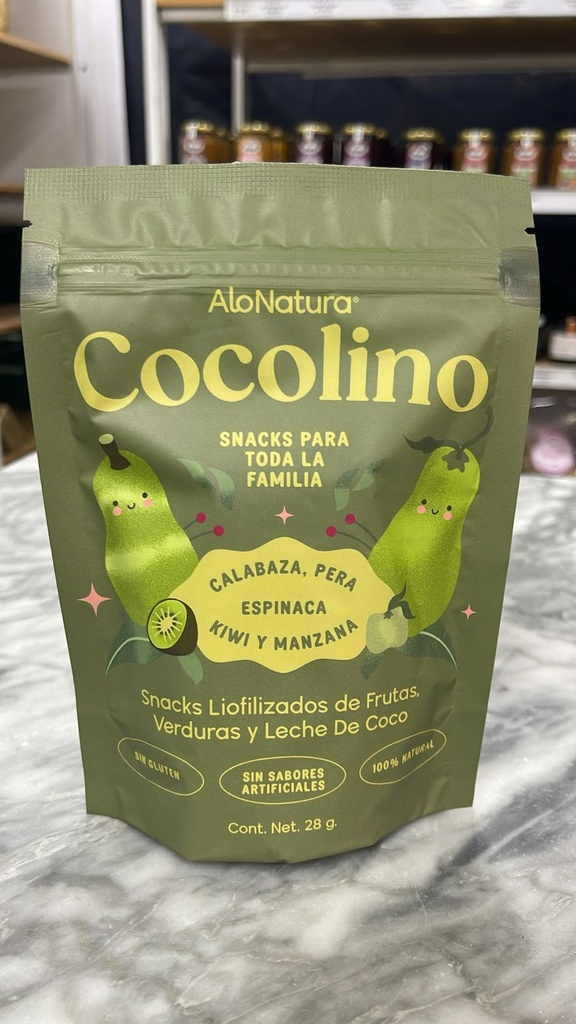 AloNatura®
Cocolino
SNACKS PARA
TODA LA
FAMILIA
CALABAZA, PERA
ESPINACA
KIWI Y MANZANA
Snacks Liofilizados de Frutas,
Verduras y Leche De Coco
SIN GLUTEN
SIN SABORES
ARTIFICIALES
100% NATURAL
Cont. Net. 28 g.